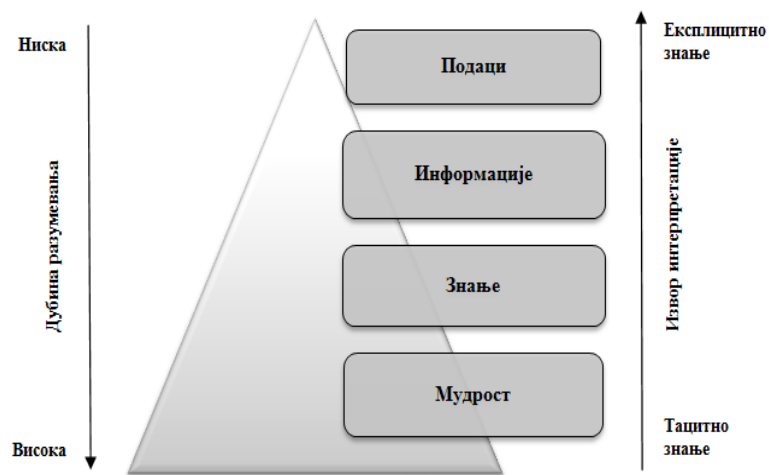 Ниска
Подаци
Експлицитно
знање
Информације
Дубина разумевања
Извор интерпретације
Знање
Мудрост
Висока
Тацитно
знање